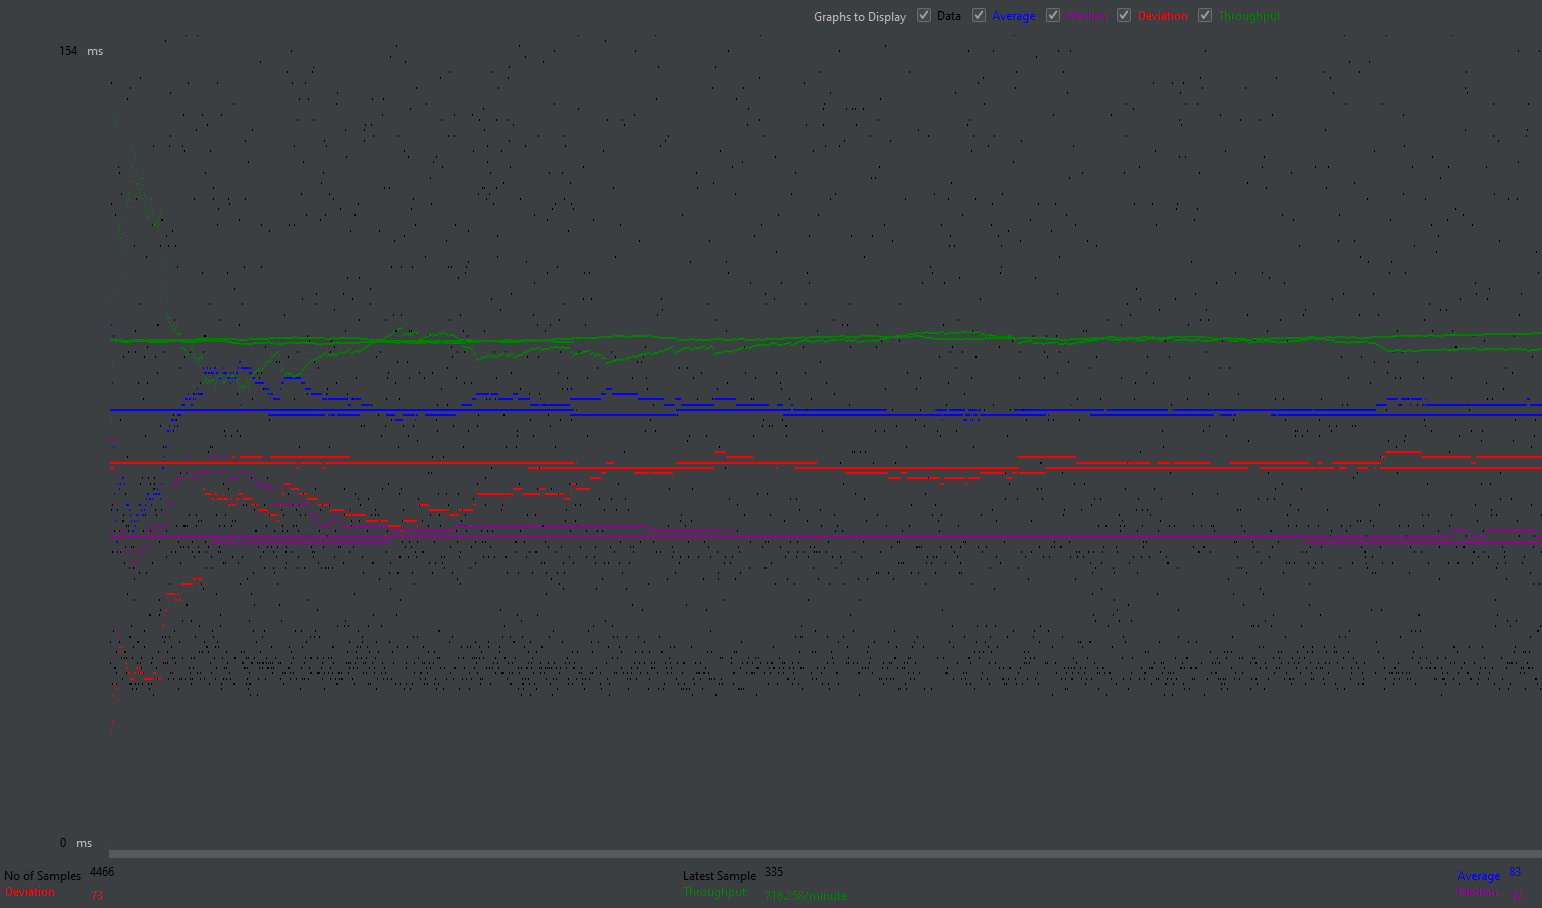 Graphs to Display Data Average Median Deviation Throughput
154 ms
0 ms
No of Samples 4466 Latest Sample 335 Average 83
Deviation 73 Throughput 716.258/minute Median